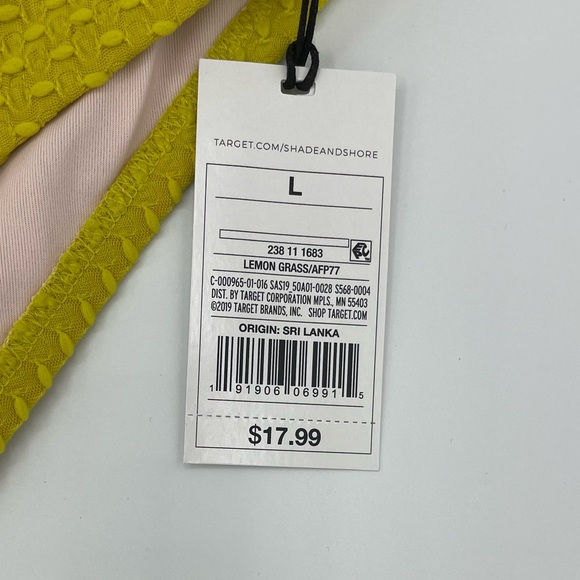 TARGET.COM/SHADEANDSHORE
L
238 11 1683
LEMON GRASS/AFP77
C-000965-01-016 SAS19 50A01-0028 S568-0004
DIST. BY TARGET CORPORATION MPLS., MN 55403
©2019 TARGET BRANDS, INC. SHOP TARGET.COM
ORIGIN: SRI LANKA
1 91906 06991 5
$17.99